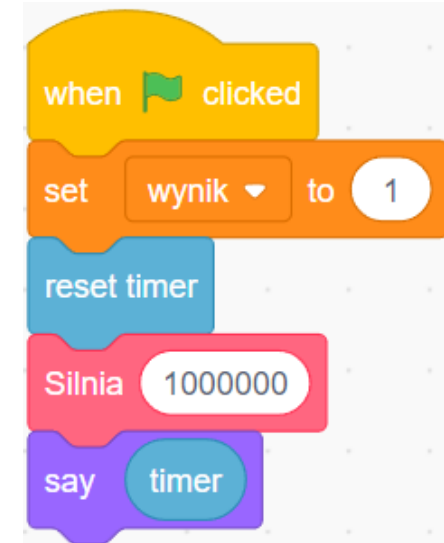 when clicked
set wynik to 1
reset timer
Silnia 1000000
say timer